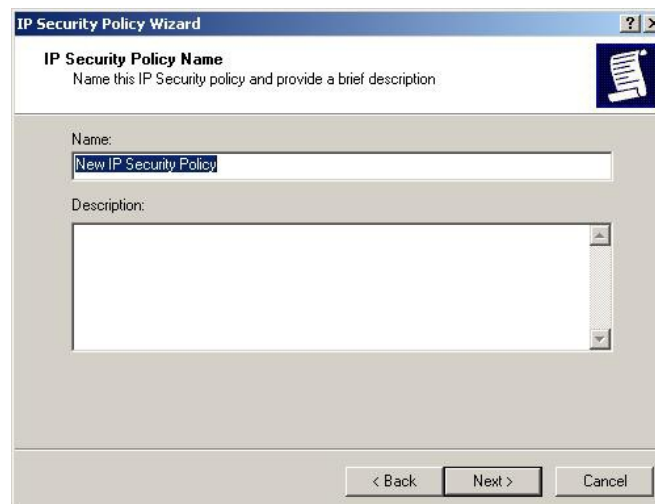 IP Security Policy Wizard
IP Security Policy Name
Name this IP Security policy and provide a brief description
Name:
New IP Security Policy
Description:
< Back Next > Cancel